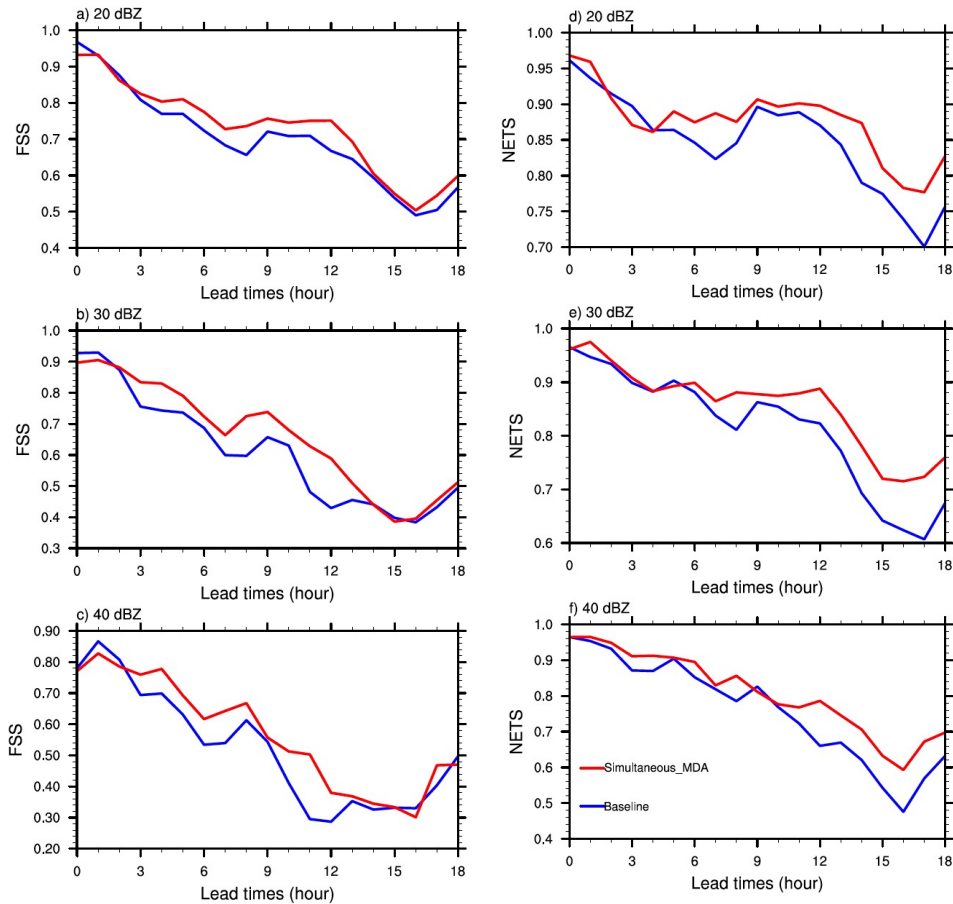 a) 20 dBZ
1.0
0.9
0.8
0.7
0.6
0.5
0.4
FSS
0 3 6 9 12 15 18
Lead times (hour)
b) 30 dBZ
1.0
0.9
0.8
0.7
0.6
0.5
0.4
0.3
FSS
0 3 6 9 12 15 18
Lead times (hour)
c) 40 dBZ
0.90
0.80
0.70
0.60
0.50
0.40
0.30
0.20
FSS
0 3 6 9 12 15 18
Lead times (hour)
d) 20 dBZ
1.00
0.95
0.90
0.85
0.80
0.75
0.70
NETS
0 3 6 9 12 15 18
Lead times (hour)
e) 30 dBZ
1.0
0.9
0.8
0.7
0.6
NETS
0 3 6 9 12 15 18
Lead times (hour)
f) 40 dBZ
1.0
0.9
0.8
0.7
0.6
0.5
0.4
NETS
Simultaneous_MDA
Baseline
0 3 6 9 12 15 18
Lead times (hour)